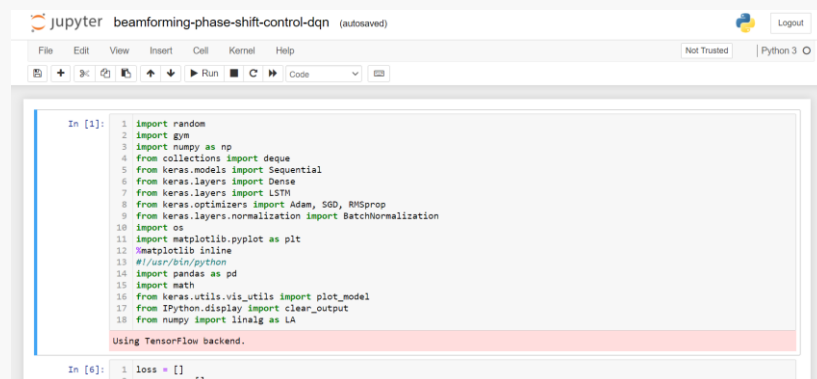 jupyter beamforming-phase-shift-control-dqn (autosaved) Logout
File Edit View Insert Cell Kernel Help Not Trusted Python 3
Run Code
In [1]: 1 import random
2 import gym
3 import numpy as np
4 from collections import deque
5 from keras.models import Sequential
6 from keras.layers import Dense
7 from keras.layers import LSTM
8 from keras.optimizers import Adam, SGD, RMSprop
9 from keras.layers.normalization import BatchNormalization
10 import os
11 import matplotlib.pyplot as plt
12 %matplotlib inline
13 #!/usr/bin/python
14 import pandas as pd
15 import math
16 from keras.utils.vis_utils import plot_model
17 from IPython.display import clear_output
18 from numpy import linalg as LA
Using TensorFlow backend.
In [6]: 1 loss = []